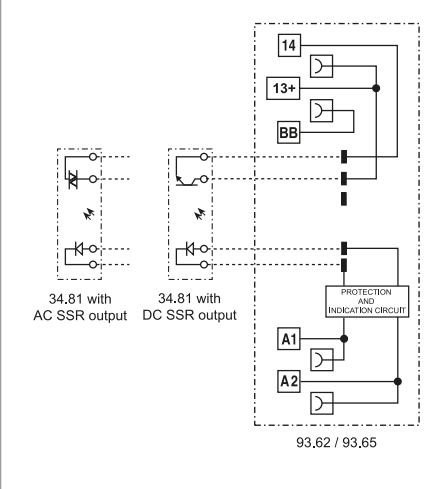 14
13+
BB
PROTECTION
AND
INDICATION CIRCUIT
34.81 with
AC SSR output
34.81 with
DC SSR output
A1
A2
93.62 / 93.65